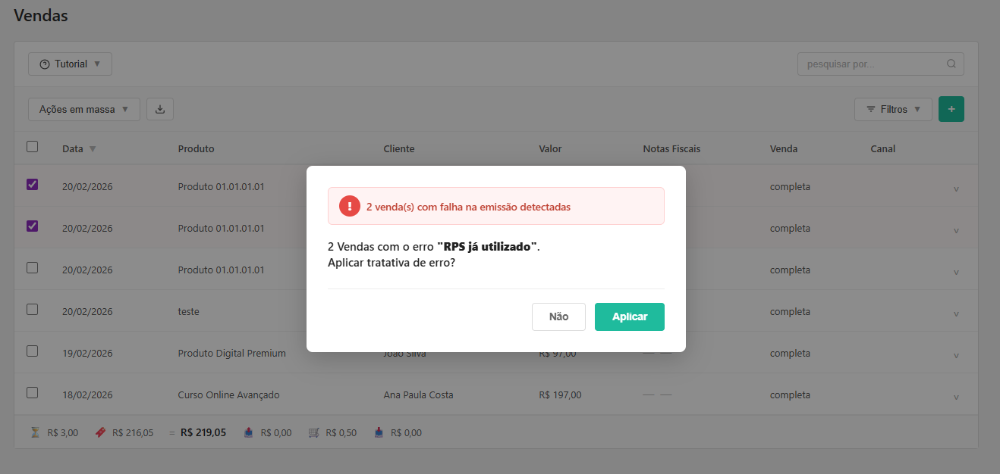 Vendas
Tutorial
pesquisar por...
Ações em massa
Filtros
+
Data Produto Cliente Valor Notas Fiscais Venda Canal
20/02/2026 Produto 01.01.01.01 completa
20/02/2026 Produto 01.01.01.01 completa
20/02/2026 Produto 01.01.01.01 completa
20/02/2026 teste completa
19/02/2026 Produto Digital Premium João Silva R$ 97,00 completa
18/02/2026 Curso Online Avançado Ana Paula Costa R$ 197,00 — — completa
R$ 3,00 R$ 216,05 = R$ 219,05 R$ 0,00 R$ 0,50 R$ 0,00
! 2 venda(s) com falha na emissão detectadas
2 Vendas com o erro "RPS já utilizado".
Aplicar tratativa de erro?
Não Aplicar